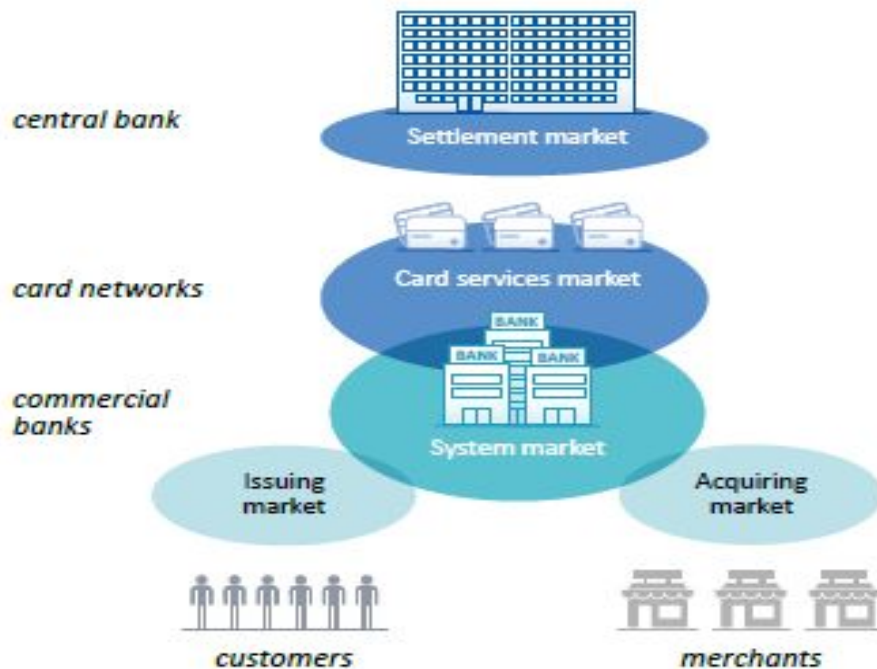 central bank
Settlement market
card networks
Card services market
BANK
BANK
BANK
commercial
banks
System market
Issuing
market
Acquiring
market
customers
merchants